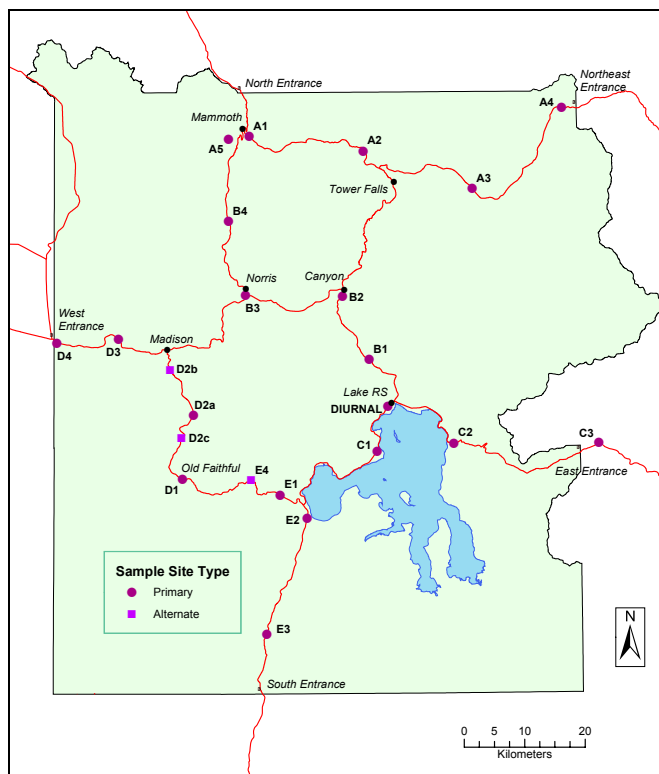 North Entrance
Northeast
Entrance
A4
Mammoth
A1
A5
A2
A3
Tower Falls
B4
Norris
B3
Canyon
B2
West
Entrance
D4
D3
Madison
D2b
B1
Lake RS
DIURNAL
D2a
D2c
C1
C2
C3
East Entrance
Old Faithful
D1
E4
E1
E2
Sample Site Type
Primary
Alternate
E3
N
South Entrance
0 5 10 20
Kilometers